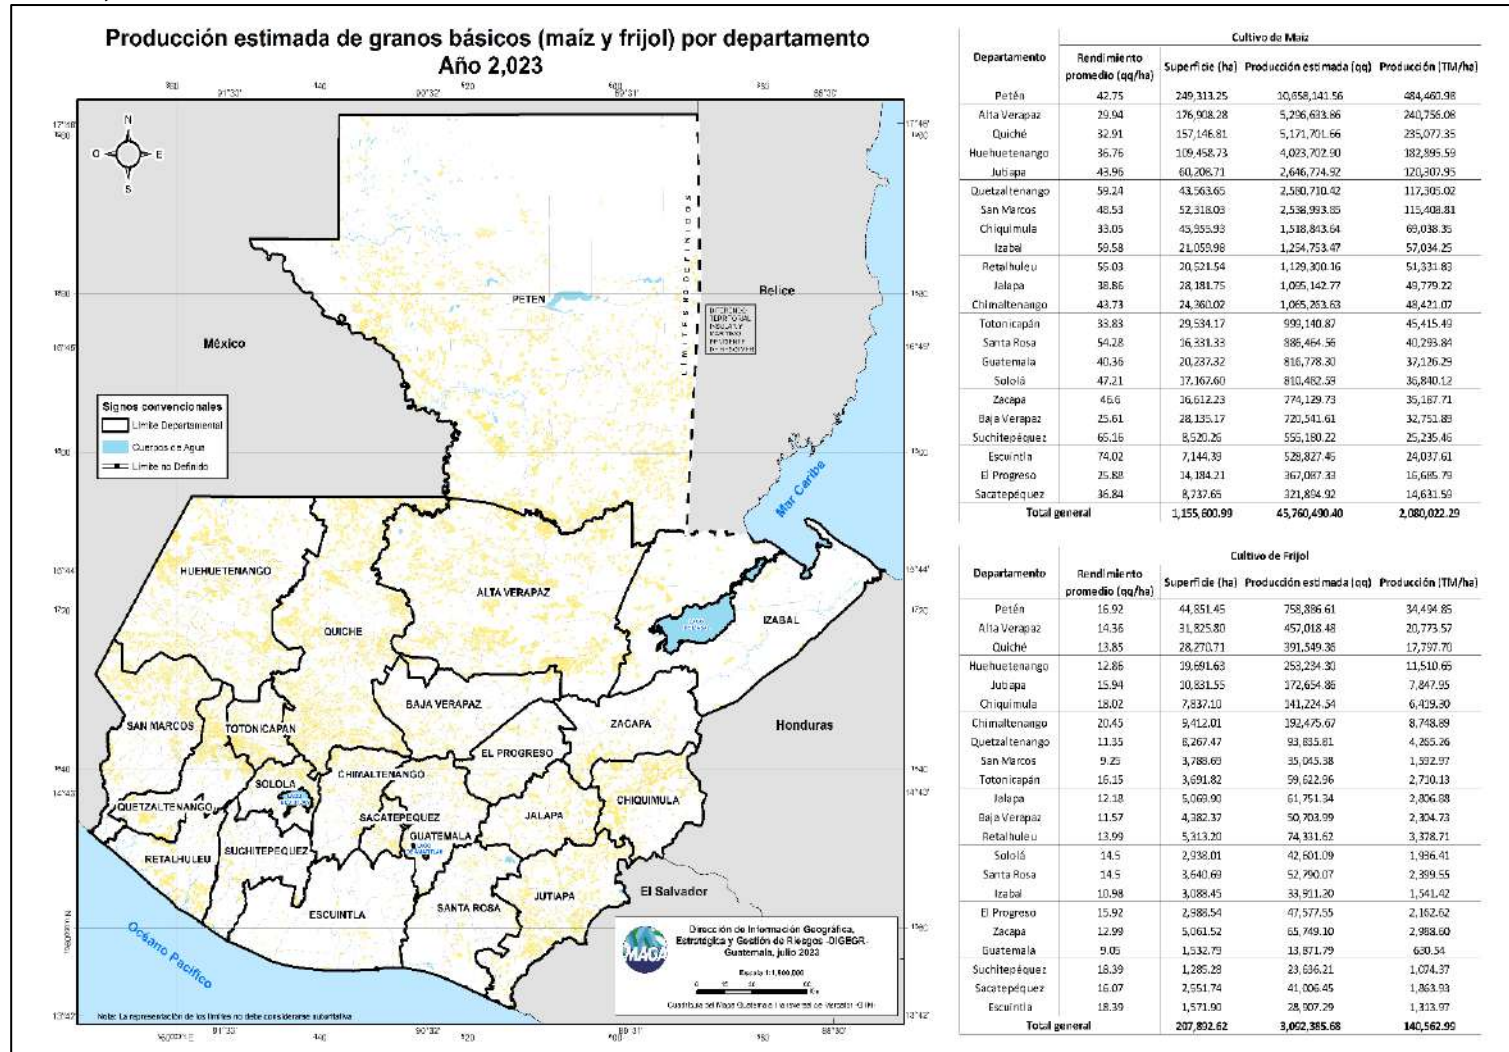 Producción estimada de granos básicos (maíz y frijol) por departamento
Año 2,023
N
O E
S
México
Belice
PETEN
LIMITES NO DEFINIDOS
DIFERENDO
TERRITORIAL
INSULAR Y
MARITIMO
PENDIENTE
DE RESOLVER
Signos convencionales
Límite Departamental
Cuerpos de Agua
Límite no Definido
Mar Caribe
HUEHUETENANGO
QUICHE
ALTA VERAPAZ
IZABAL
SAN MARCOS
TOTONICAPAN
BAJA VERAPAZ
ZACAPA
EL PROGRESO
Honduras
SOLOLA
CHIMALTENANGO
QUETZALTENANGO
SACATEPEQUEZ
GUATEMALA
JALAPA
CHIQUIMULA
RETALHULEU
SUCHITEPEQUEZ
ESCUINTLA
SANTA ROSA
JUTIAPA
El Salvador
Océano Pacífico
MAGA
Dirección de Información Geográfica,
Estratégica y Gestión de Riesgos -DIGEGR-
Guatemala, julio 2023
Nota: La representación de los límites no debe considerarse autoritativa
Cultivo de Maíz
Departamento Rendimiento promedio (qq/ha) Superficie (ha) Producción estimada (qq) Producción (TM/ha)
Petén 42.75 249,313.25 10,658,141.56 484,460.98
Alta Verapaz 29.94 176,908.28 5,296,633.86 240,756.08
Quiché 32.91 157,146.81 5,171,701.66 235,077.35
Huehuetenango 36.76 109,458.73 4,023,702.90 182,895.59
Jutiapa 43.96 60,208.71 2,646,774.92 120,307.95
Quetzaltenango 59.24 43,563.65 2,580,710.42 117,305.02
San Marcos 48.53 52,318.03 2,538,993.85 115,408.81
Chiquimula 33.05 45,955.93 1,518,843.64 69,038.35
Izabal 59.58 21,059.98 1,254,753.47 57,034.25
Retalhuleu 55.03 20,521.54 1,129,300.16 51,331.83
Jalapa 38.86 28,181.75 1,095,142.77 49,779.22
Chimaltenango 43.73 24,360.02 1,065,263.63 48,421.07
Totonicapán 33.83 29,534.17 999,140.87 45,415.49
Santa Rosa 54.28 16,331.33 886,464.56 40,293.84
Guatemala 40.36 20,237.32 816,778.30 37,126.29
Sololá 47.21 17,167.60 810,482.59 36,840.12
Zacapa 46.6 16,612.23 774,129.73 35,187.71
Baja Verapaz 25.61 28,135.17 720,541.61 32,751.89
Suchitepéquez 65.16 8,520.26 555,180.22 25,235.46
Escuintla 74.02 7,144.39 528,827.45 24,037.61
El Progreso 25.88 14,184.21 367,087.33 16,685.79
Sacatepéquez 36.84 8,737.65 321,894.92 14,631.59
Total general 1,155,600.99 45,760,490.40 2,080,022.29
Cultivo de Frijol
Departamento Rendimiento promedio (qq/ha) Superficie (ha) Producción estimada (qq) Producción (TM/ha)
Petén 16.92 44,851.45 758,886.61 34,494.85
Alta Verapaz 14.36 31,825.80 457,018.48 20,773.57
Quiché 13.85 28,270.71 391,549.36 17,797.70
Huehuetenango 12.86 19,691.63 253,234.30 11,510.65
Jutiapa 15.94 10,831.55 172,654.86 7,847.95
Chiquimula 18.02 7,837.10 141,224.54 6,419.30
Chimaltenango 20.45 9,412.01 192,475.67 8,748.89
Quetzaltenango 11.35 8,267.47 93,835.81 4,265.26
San Marcos 9.25 3,788.69 35,045.38 1,592.97
Totonicapán 16.15 3,691.82 59,622.96 2,710.13
Jalapa 12.18 5,069.90 61,751.34 2,806.88
Baja Verapaz 11.57 4,382.37 50,703.99 2,304.73
Retalhuleu 13.99 5,313.20 74,331.62 3,378.71
Sololá 14.5 2,938.01 42,601.09 1,936.41
Santa Rosa 14.5 3,640.69 52,790.07 2,399.55
Izabal 10.98 3,088.45 33,911.20 1,541.42
El Progreso 15.92 2,988.54 47,577.55 2,162.62
Zacapa 12.99 5,061.52 65,749.10 2,988.60
Guatemala 9.05 1,532.79 13,871.79 630.54
Suchitepéquez 18.39 1,285.28 23,636.21 1,074.37
Sacatepéquez 16.07 2,551.74 41,006.45 1,863.93
Escuintla 18.39 1,571.90 28,907.29 1,313.97
Total general 207,892.62 3,092,385.68 140,562.99